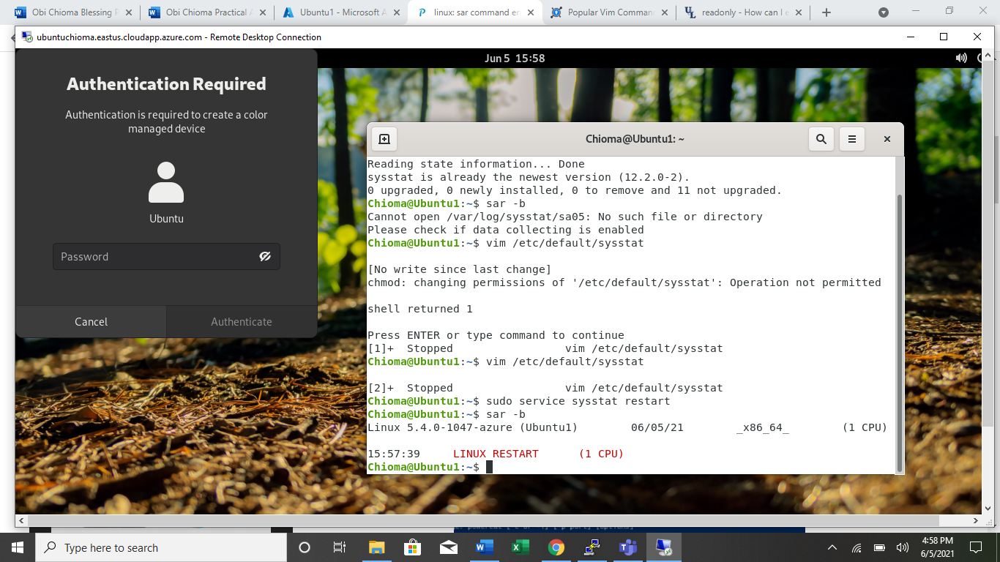 Obi Chioma Blessing P
Obi Chioma Practical A
Ubuntu1 - Microsoft A
linux: sar command er
Popular Vim Comman
readonly - How can I e
ubuntuchioma.eastus.cloudapp.azure.com - Remote Desktop Connection
Jun 5 15:58
Authentication Required
Authentication is required to create a color
managed device
Ubuntu
Password
Cancel
Authenticate
Chioma@Ubuntu1: ~
Reading state information... Done
sysstat is already the newest version (12.2.0-2).
0 upgraded, 0 newly installed, 0 to remove and 11 not upgraded.
Chioma@Ubuntu1:~$ sar -b
Cannot open /var/log/sysstat/sa05: No such file or directory
Please check if data collecting is enabled
Chioma@Ubuntu1:~$ vim /etc/default/sysstat
[No write since last change]
chmod: changing permissions of '/etc/default/sysstat': Operation not permitted
shell returned 1
Press ENTER or type command to continue
[1]+  Stopped                 vim /etc/default/sysstat
Chioma@Ubuntu1:~$ vim /etc/default/sysstat
[2]+  Stopped                 vim /etc/default/sysstat
Chioma@Ubuntu1:~$ sudo service sysstat restart
Chioma@Ubuntu1:~$ sar -b
Linux 5.4.0-1047-azure (Ubuntu1)        06/05/21        _x86_64_        (1 CPU)
15:57:39     LINUX RESTART      (1 CPU)
Chioma@Ubuntu1:~$
Type here to search
4:58 PM
6/5/2021